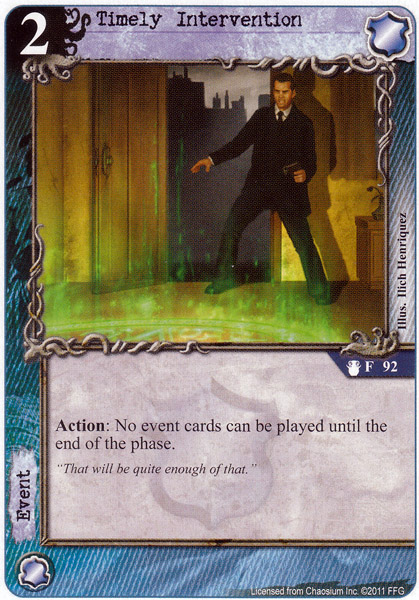 2
Timely Intervention
Illus. Ilich Henriquez
F 92
Action: No event cards can be played until the
end of the phase.
"That will be quite enough of that."
Event
Licensed from Chaosium Inc. ©2011 FFG